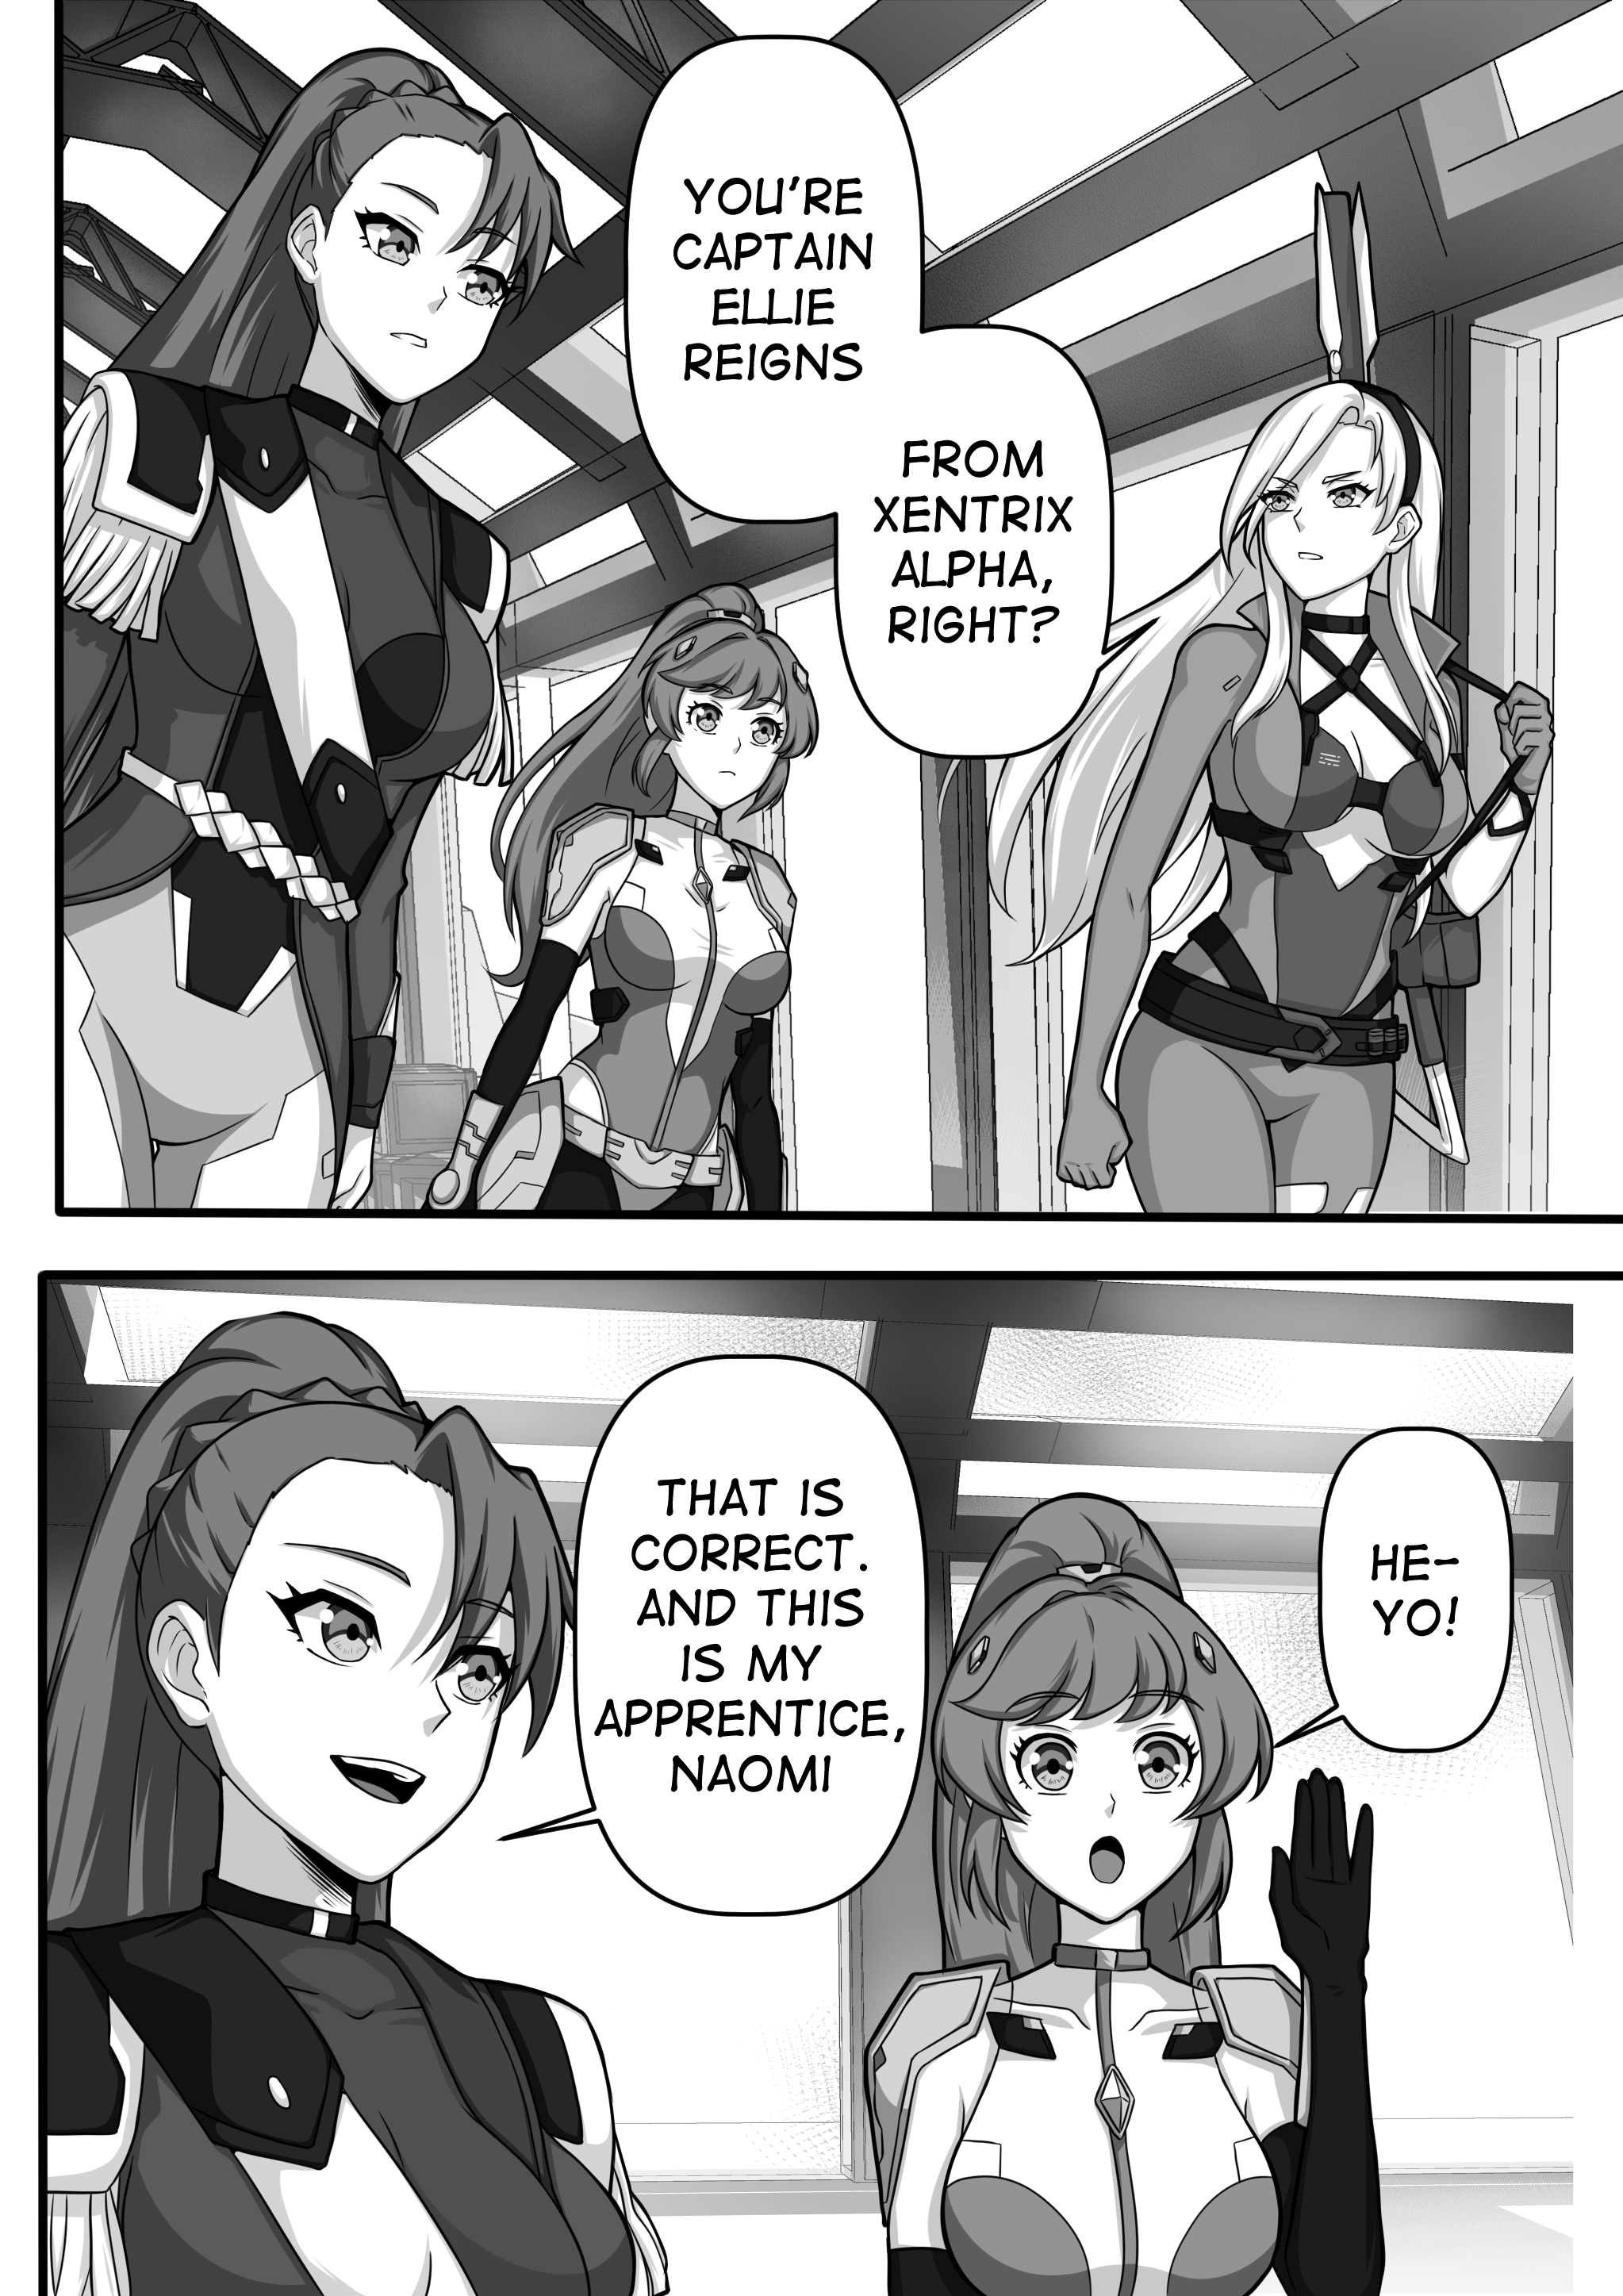 YOU'RE
CAPTAIN
ELLIE
REIGNS
FROM
XENTRIX
ALPHA,
RIGHT?
THAT IS
CORRECT.
AND THIS
IS MY
APPRENTICE,
NAOMI
HE-
YO!